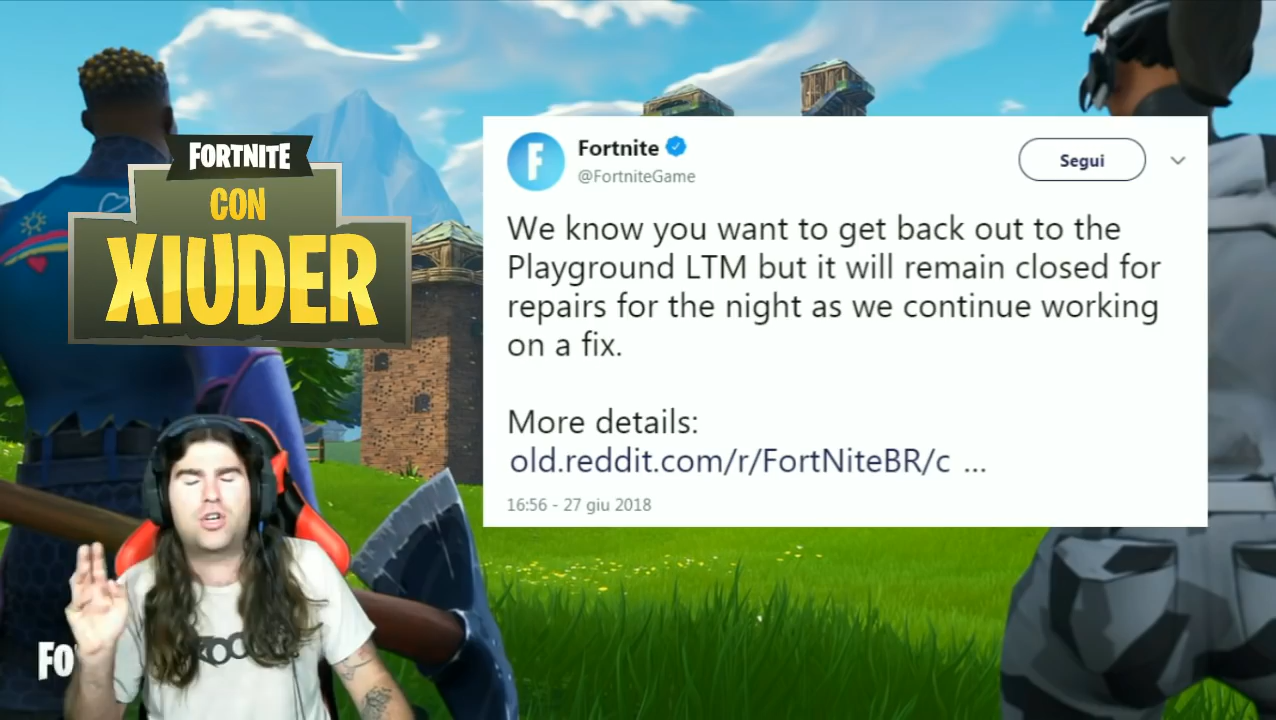 FORTNITE
CON
XIUDER
Fortnite
@FortniteGame
Segui
We know you want to get back out to the
Playground LTM but it will remain closed for
repairs for the night as we continue working
on a fix.
More details:
old.reddit.com/r/FortNiteBR/c ...
16:56 - 27 giu 2018
FO